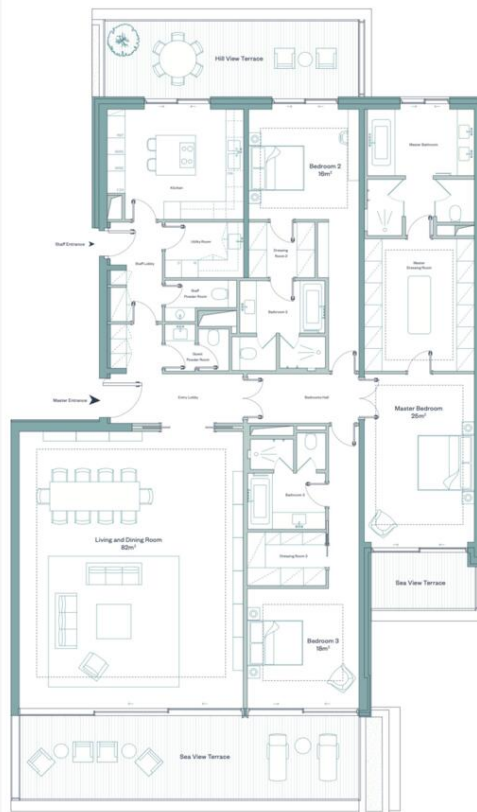 Hill View Terrace
Master Bathroom
Bedroom 2
16m²
Kitchen
Utility Room
Staff Entrance
Staff Lobby
Dressing
Room 2
Master
Dressing Room
Staff
Powder Room
Bathroom 2
Guest
Powder Room
Master Entrance
Entry Lobby
Bedrooms Hall
Master Bedroom
25m²
Bathroom 3
Living and Dining Room
82m²
Dressing Room 3
Sea View Terrace
Bedroom 3
18m²
Sea View Terrace